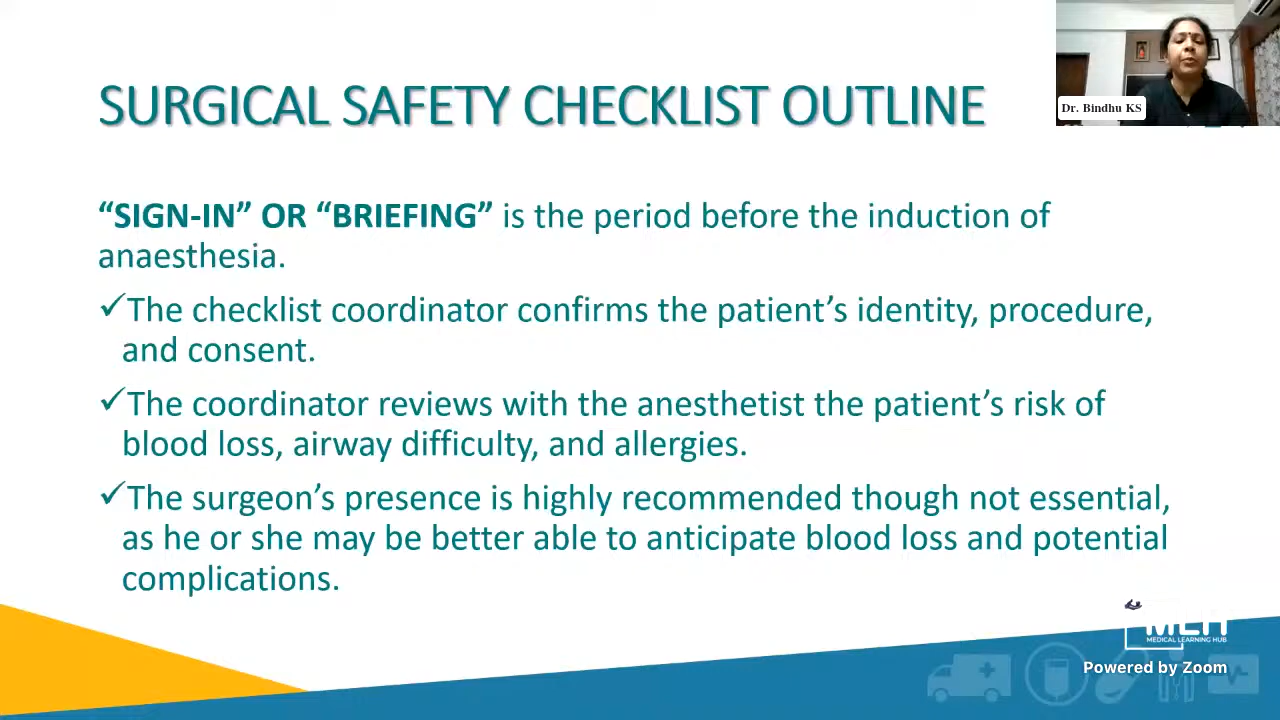 SURGICAL SAFETY CHECKLIST OUTLINE
Dr. Bindhu KS
“SIGN-IN” OR “BRIEFING” is the period before the induction of
anaesthesia.
✓The checklist coordinator confirms the patient’s identity, procedure,
and consent.
✓The coordinator reviews with the anesthetist the patient’s risk of
blood loss, airway difficulty, and allergies.
✓The surgeon’s presence is highly recommended though not essential,
as he or she may be better able to anticipate blood loss and potential
complications.
MLH
MEDICAL LEARNING HUB
Powered by Zoom